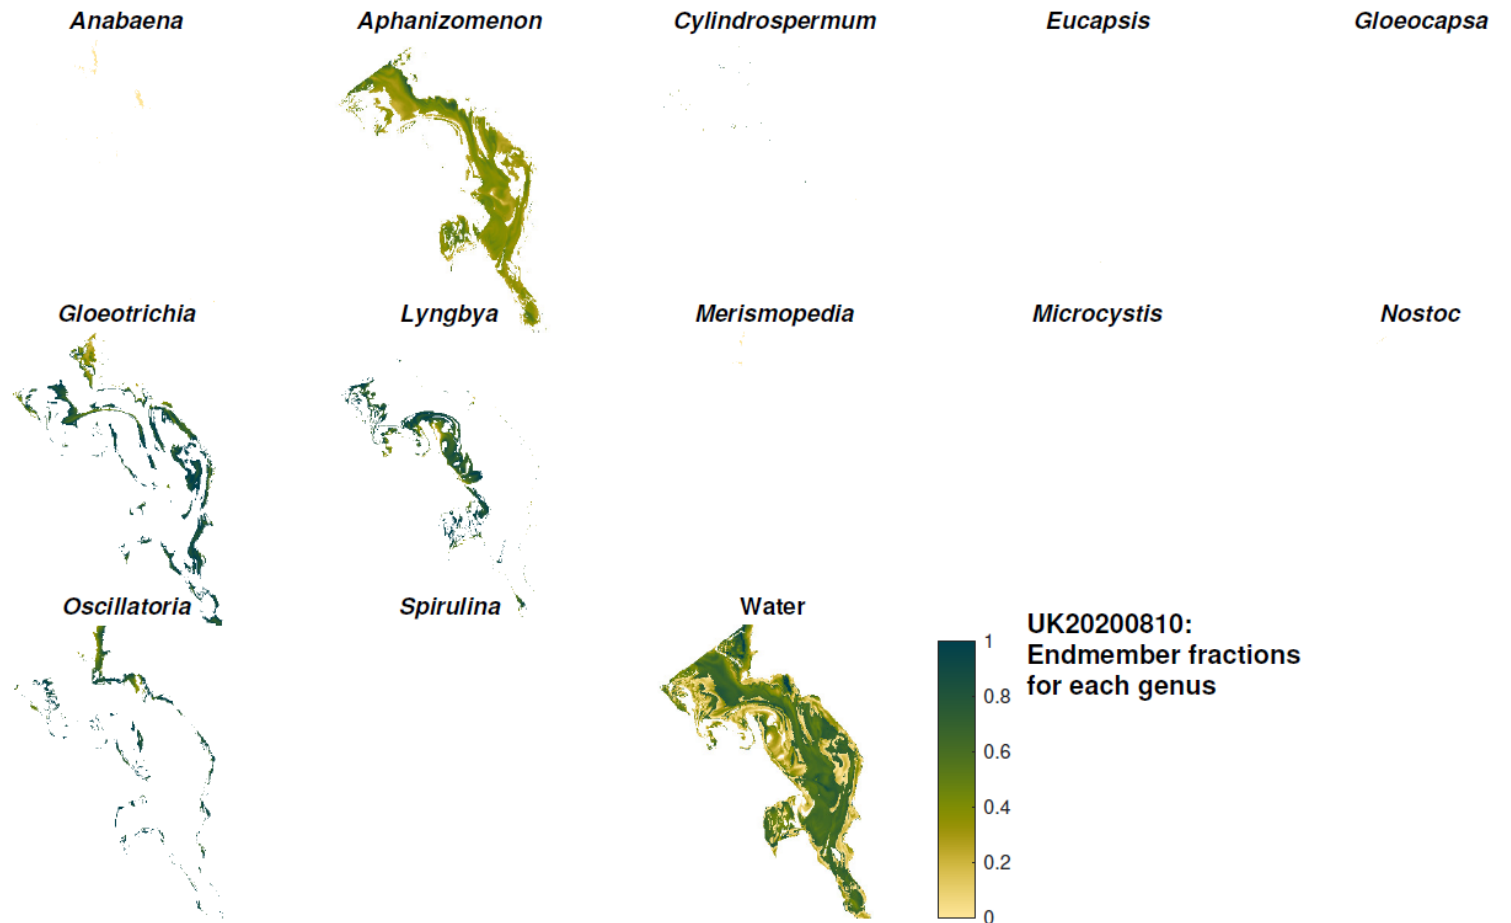 Anabaena
Aphanizomenon
Cylindrospermum
Eucapsis
Gloeocapsa
Gloeotrichia
Lyngbya
Merismopedia
Microcystis
Nostoc
Oscillatoria
Spirulina
Water
UK20200810:
Endmember fractions
for each genus
1
0.8
0.6
0.4
0.2
0